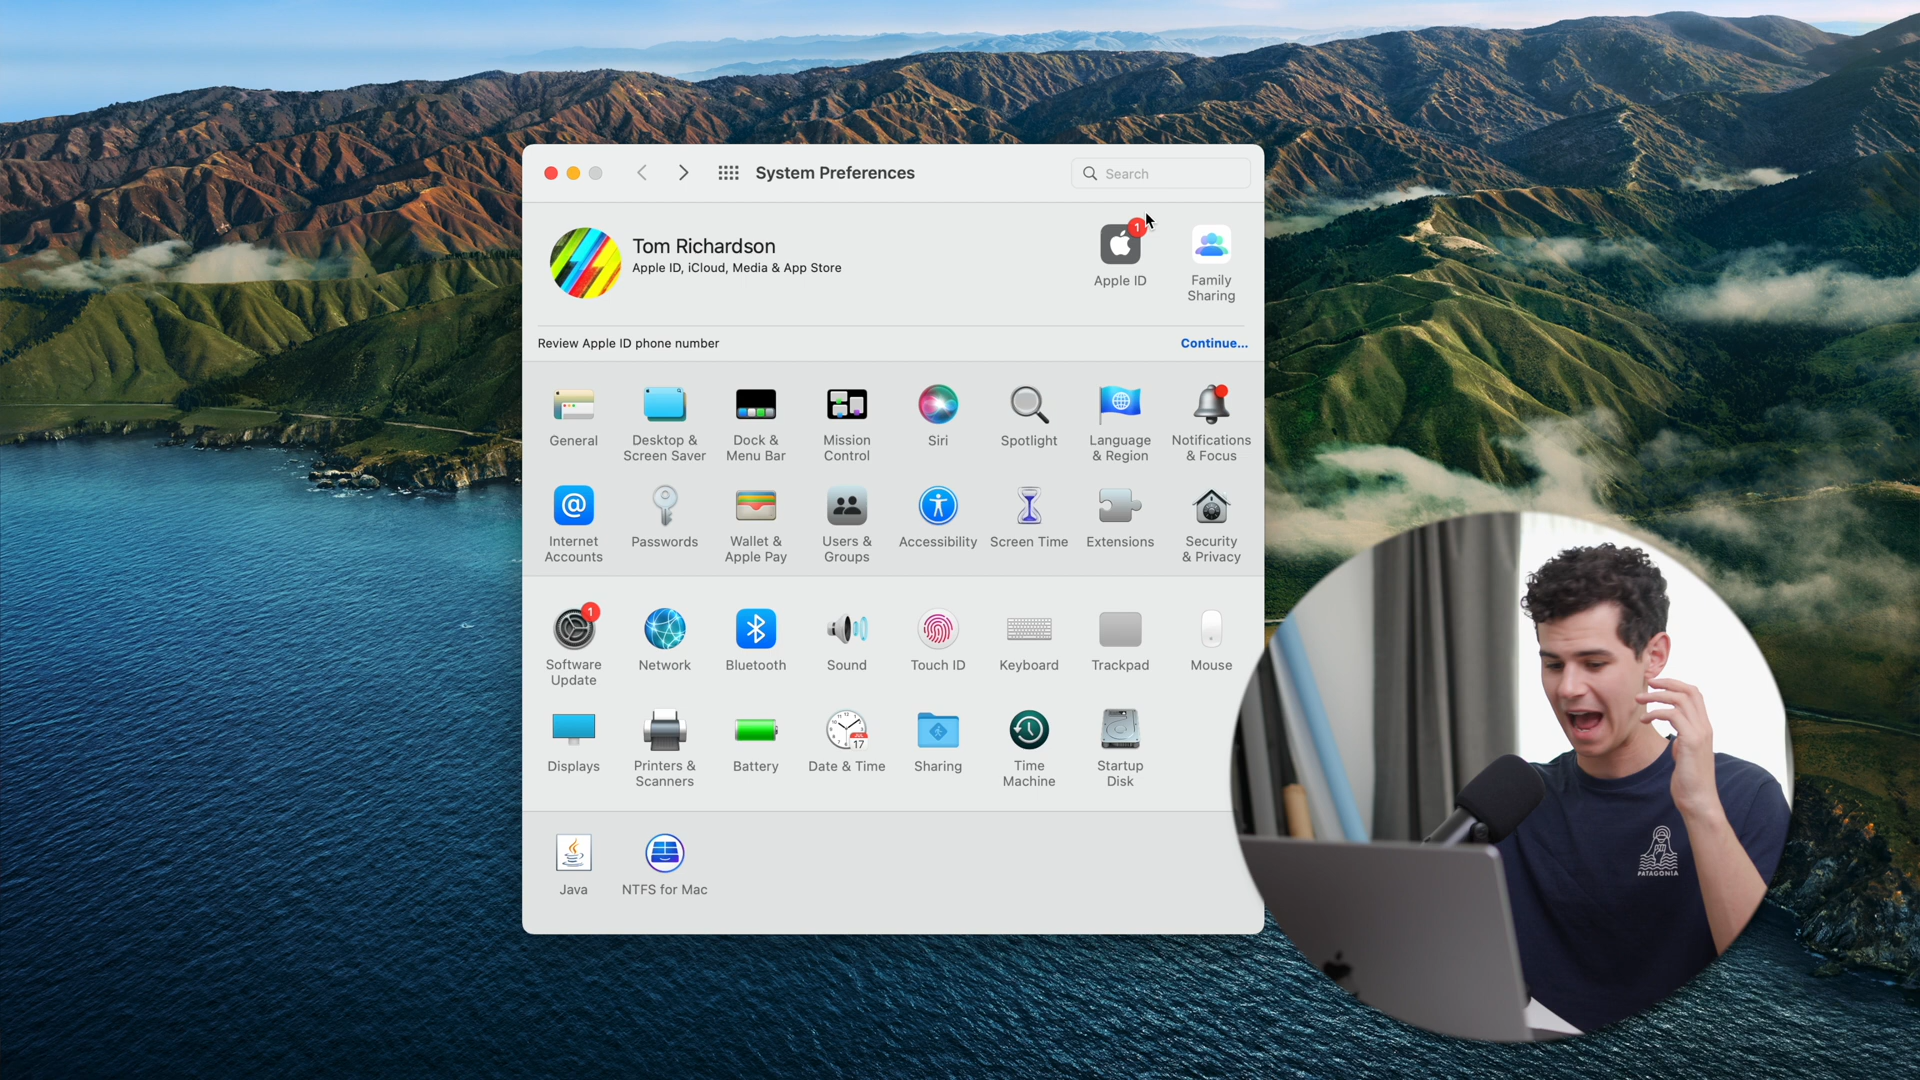 System Preferences
Search
Tom Richardson
Apple ID, iCloud, Media & App Store
1
Apple ID
Family
Sharing
Review Apple ID phone number
Continue...
General
Desktop &
Screen Saver
Dock &
Menu Bar
Mission
Control
Siri
Spotlight
Language
& Region
Notifications
& Focus
@
Internet
Accounts
Passwords
Wallet &
Apple Pay
Users &
Groups
Accessibility
Screen Time
Extensions
Security
& Privacy
1
Software
Update
Network
Bluetooth
Sound
Touch ID
Keyboard
Trackpad
Mouse
Displays
Printers &
Scanners
Battery
17
Date & Time
Sharing
Time
Machine
Startup
Disk
Java
NTFS for Mac
PATAGONIA